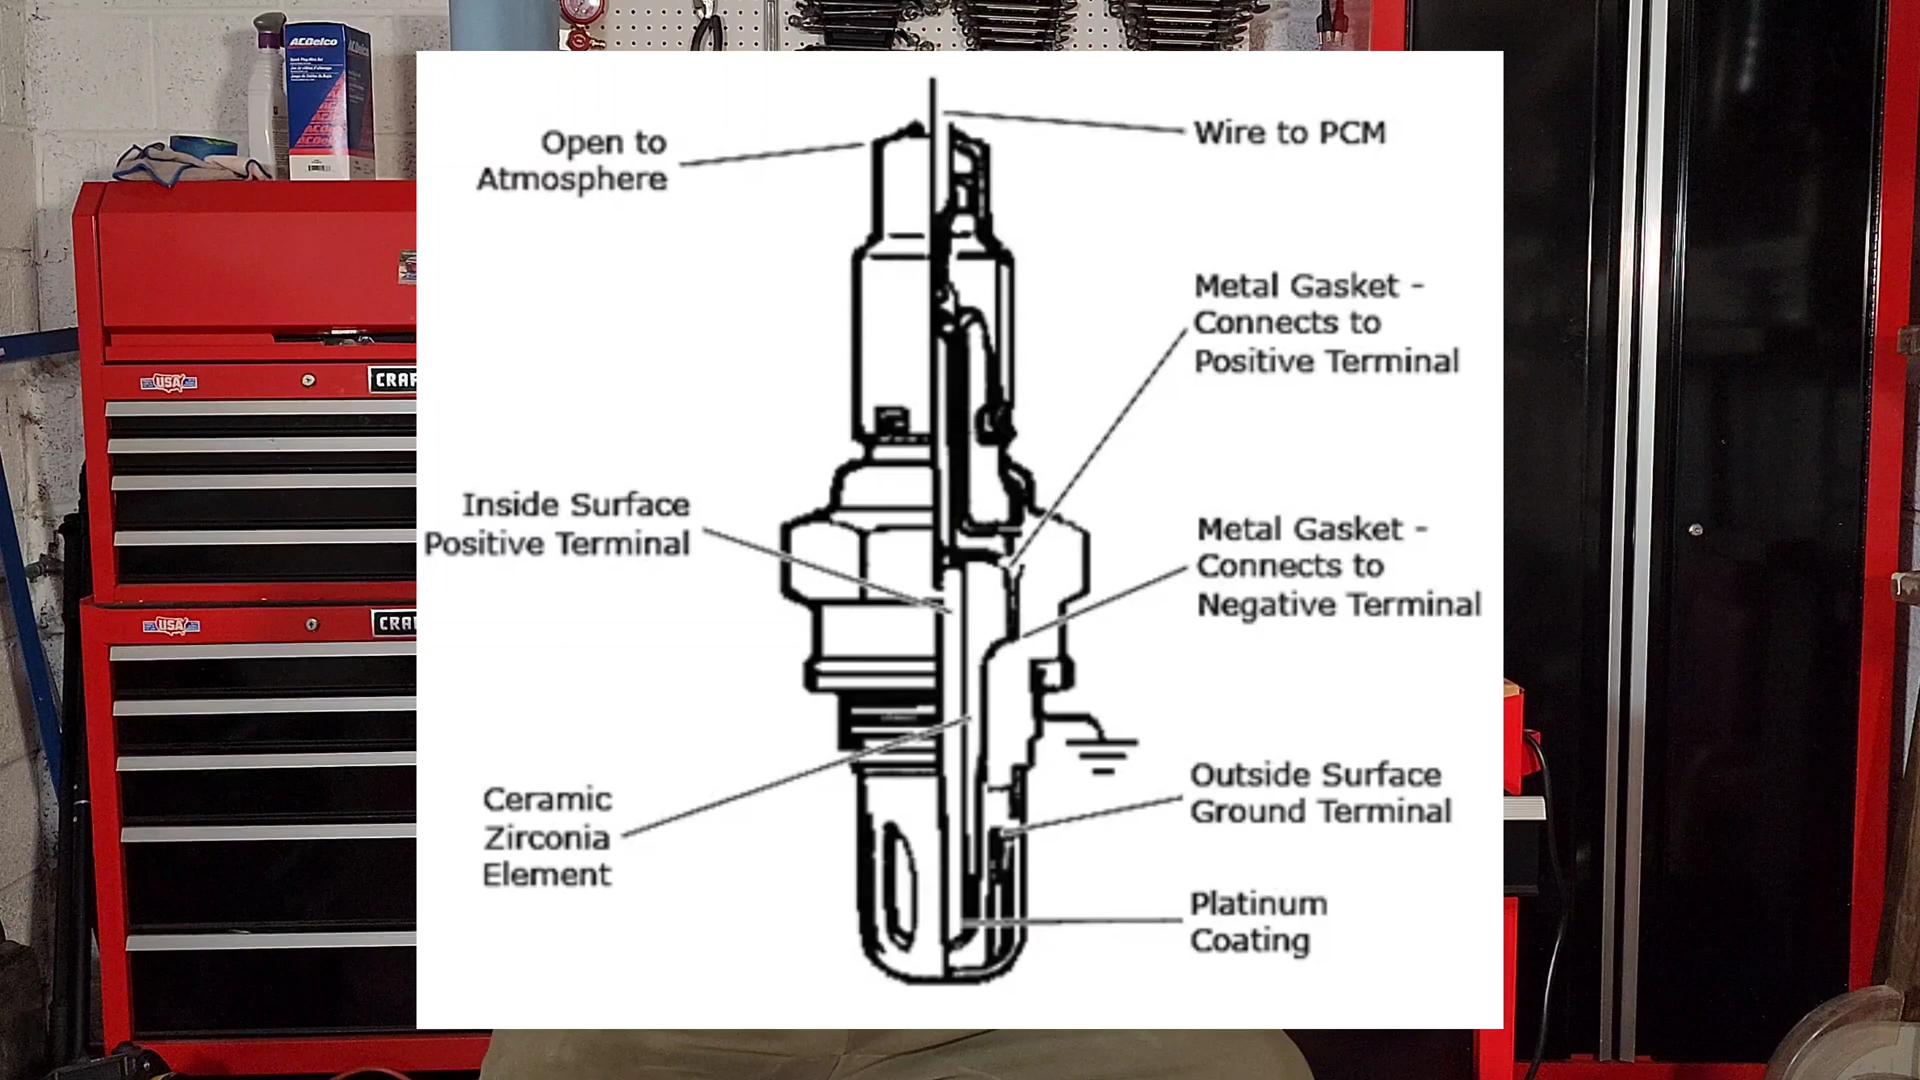 ACDelco
Open to
Atmosphere
Wire to PCM
Metal Gasket -
Connects to
Positive Terminal
USA
CRAF
Inside Surface
Positive Terminal
Metal Gasket -
Connects to
Negative Terminal
USA
CRA
Outside Surface
Ground Terminal
Ceramic
Zirconia
Element
Platinum
Coating